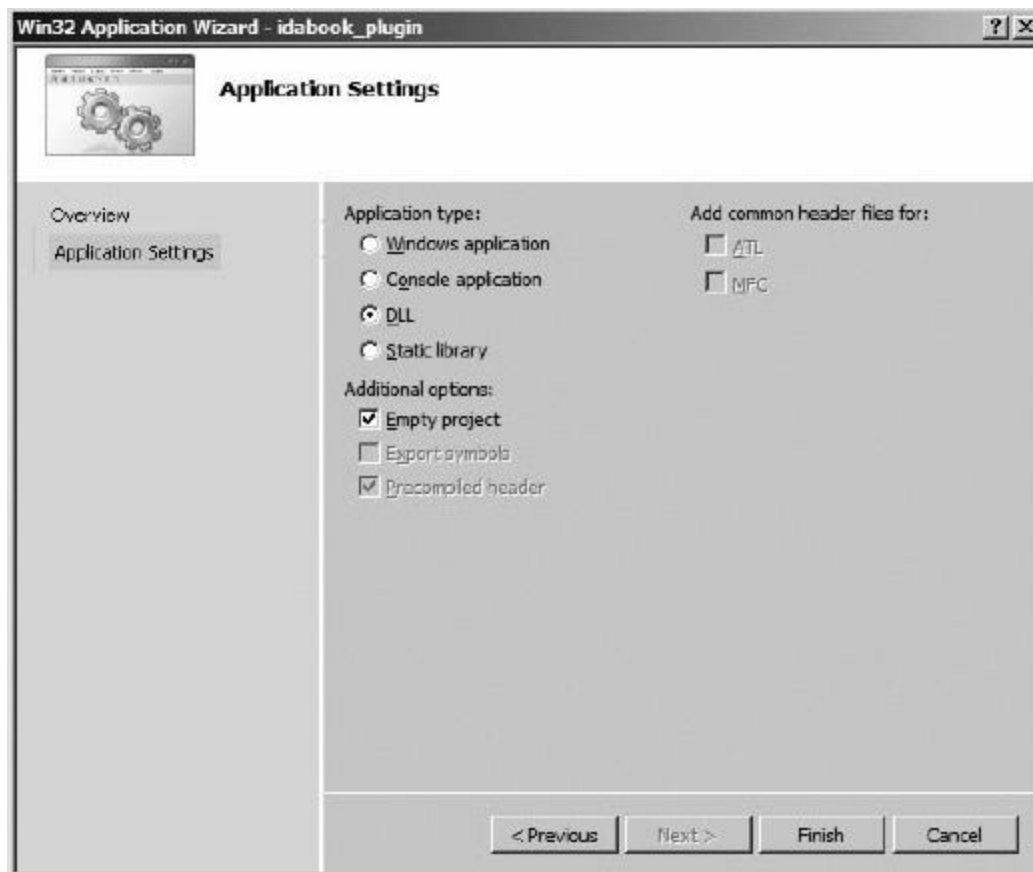 Win32 Application Wizard - idabook_plugin
Application Settings
Overview
Application Settings
Application type:
Windows application
Console application
DLL
Static library
Additional options:
Empty project
Export symbols
Precompiled header
Add common header files for:
ATL
MFC
< Previous
Next >
Finish
Cancel